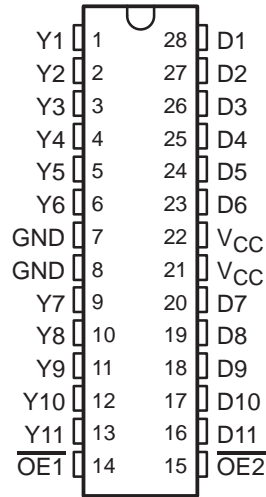 Y1 1 28 D1
Y2 2 27 D2
Y3 3 26 D3
Y4 4 25 D4
Y5 5 24 D5
Y6 6 23 D6
GND 7 22 VCC
GND 8 21 VCC
Y7 9 20 D7
Y8 10 19 D8
Y9 11 18 D9
Y10 12 17 D10
Y11 13 16 D11
O̅E̅1̅ 14 15 O̅E̅2̅